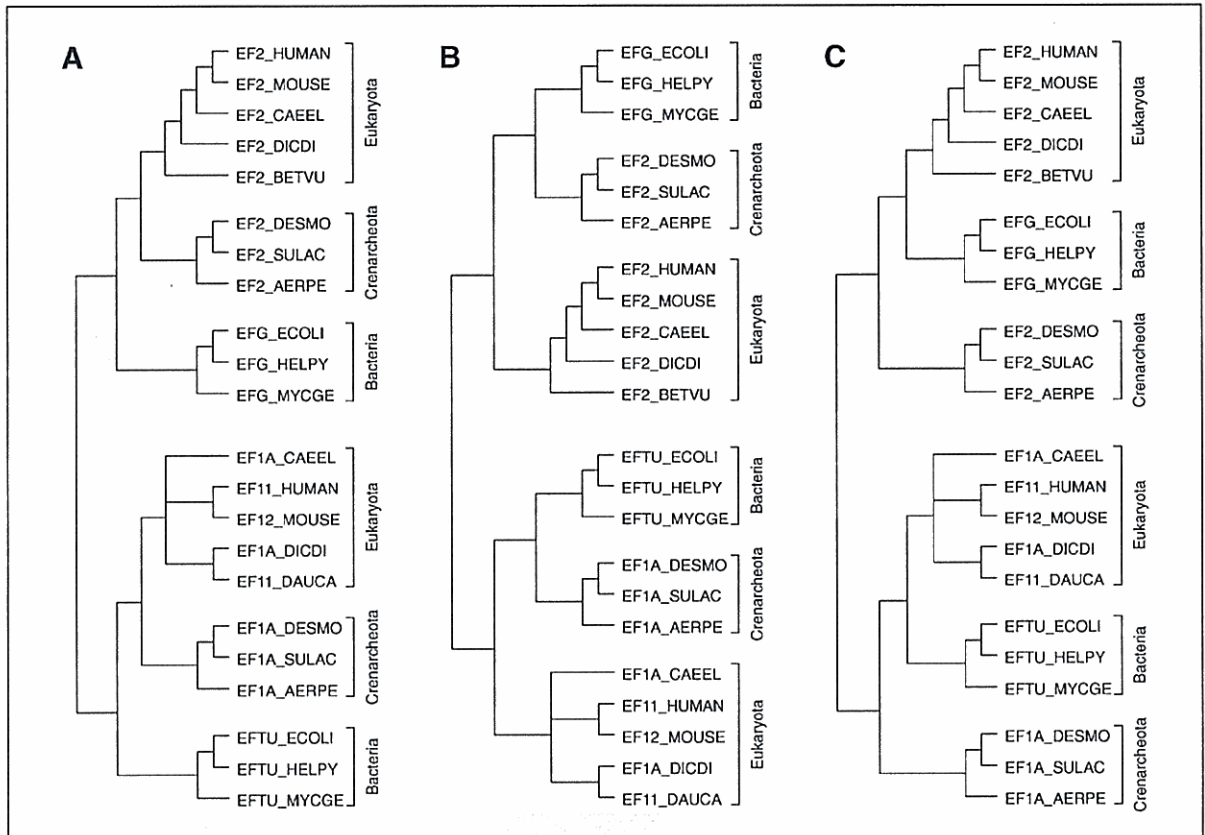 A
EF2_HUMAN
EF2_MOUSE
EF2_CAEEL
EF2_DICDI
EF2_BETVU
Eukaryota
EF2_DESMO
EF2_SULAC
EF2_AERPE
Crenarcheota
EFG_ECOLI
EFG_HELPY
EFG_MYCGE
Bacteria
EF1A_CAEEL
EF11_HUMAN
EF12_MOUSE
EF1A_DICDI
EF11_DAUCA
Eukaryota
EF1A_DESMO
EF1A_SULAC
EF1A_AERPE
Crenarcheota
EFTU_ECOLI
EFTU_HELPY
EFTU_MYCGE
Bacteria
B
EFG_ECOLI
EFG_HELPY
EFG_MYCGE
Bacteria
EF2_DESMO
EF2_SULAC
EF2_AERPE
Crenarcheota
EF2_HUMAN
EF2_MOUSE
EF2_CAEEL
EF2_DICDI
EF2_BETVU
Eukaryota
EFTU_ECOLI
EFTU_HELPY
EFTU_MYCGE
Bacteria
EF1A_DESMO
EF1A_SULAC
EF1A_AERPE
Crenarcheota
EF1A_CAEEL
EF11_HUMAN
EF12_MOUSE
EF1A_DICDI
EF11_DAUCA
Eukaryota
C
EF2_HUMAN
EF2_MOUSE
EF2_CAEEL
EF2_DICDI
EF2_BETVU
Eukaryota
EFG_ECOLI
EFG_HELPY
EFG_MYCGE
Bacteria
EF2_DESMO
EF2_SULAC
EF2_AERPE
Crenarcheota
EF1A_CAEEL
EF11_HUMAN
EF12_MOUSE
EF1A_DICDI
EF11_DAUCA
Eukaryota
EFTU_ECOLI
EFTU_HELPY
EFTU_MYCGE
Bacteria
EF1A_DESMO
EF1A_SULAC
EF1A_AERPE
Crenarcheota